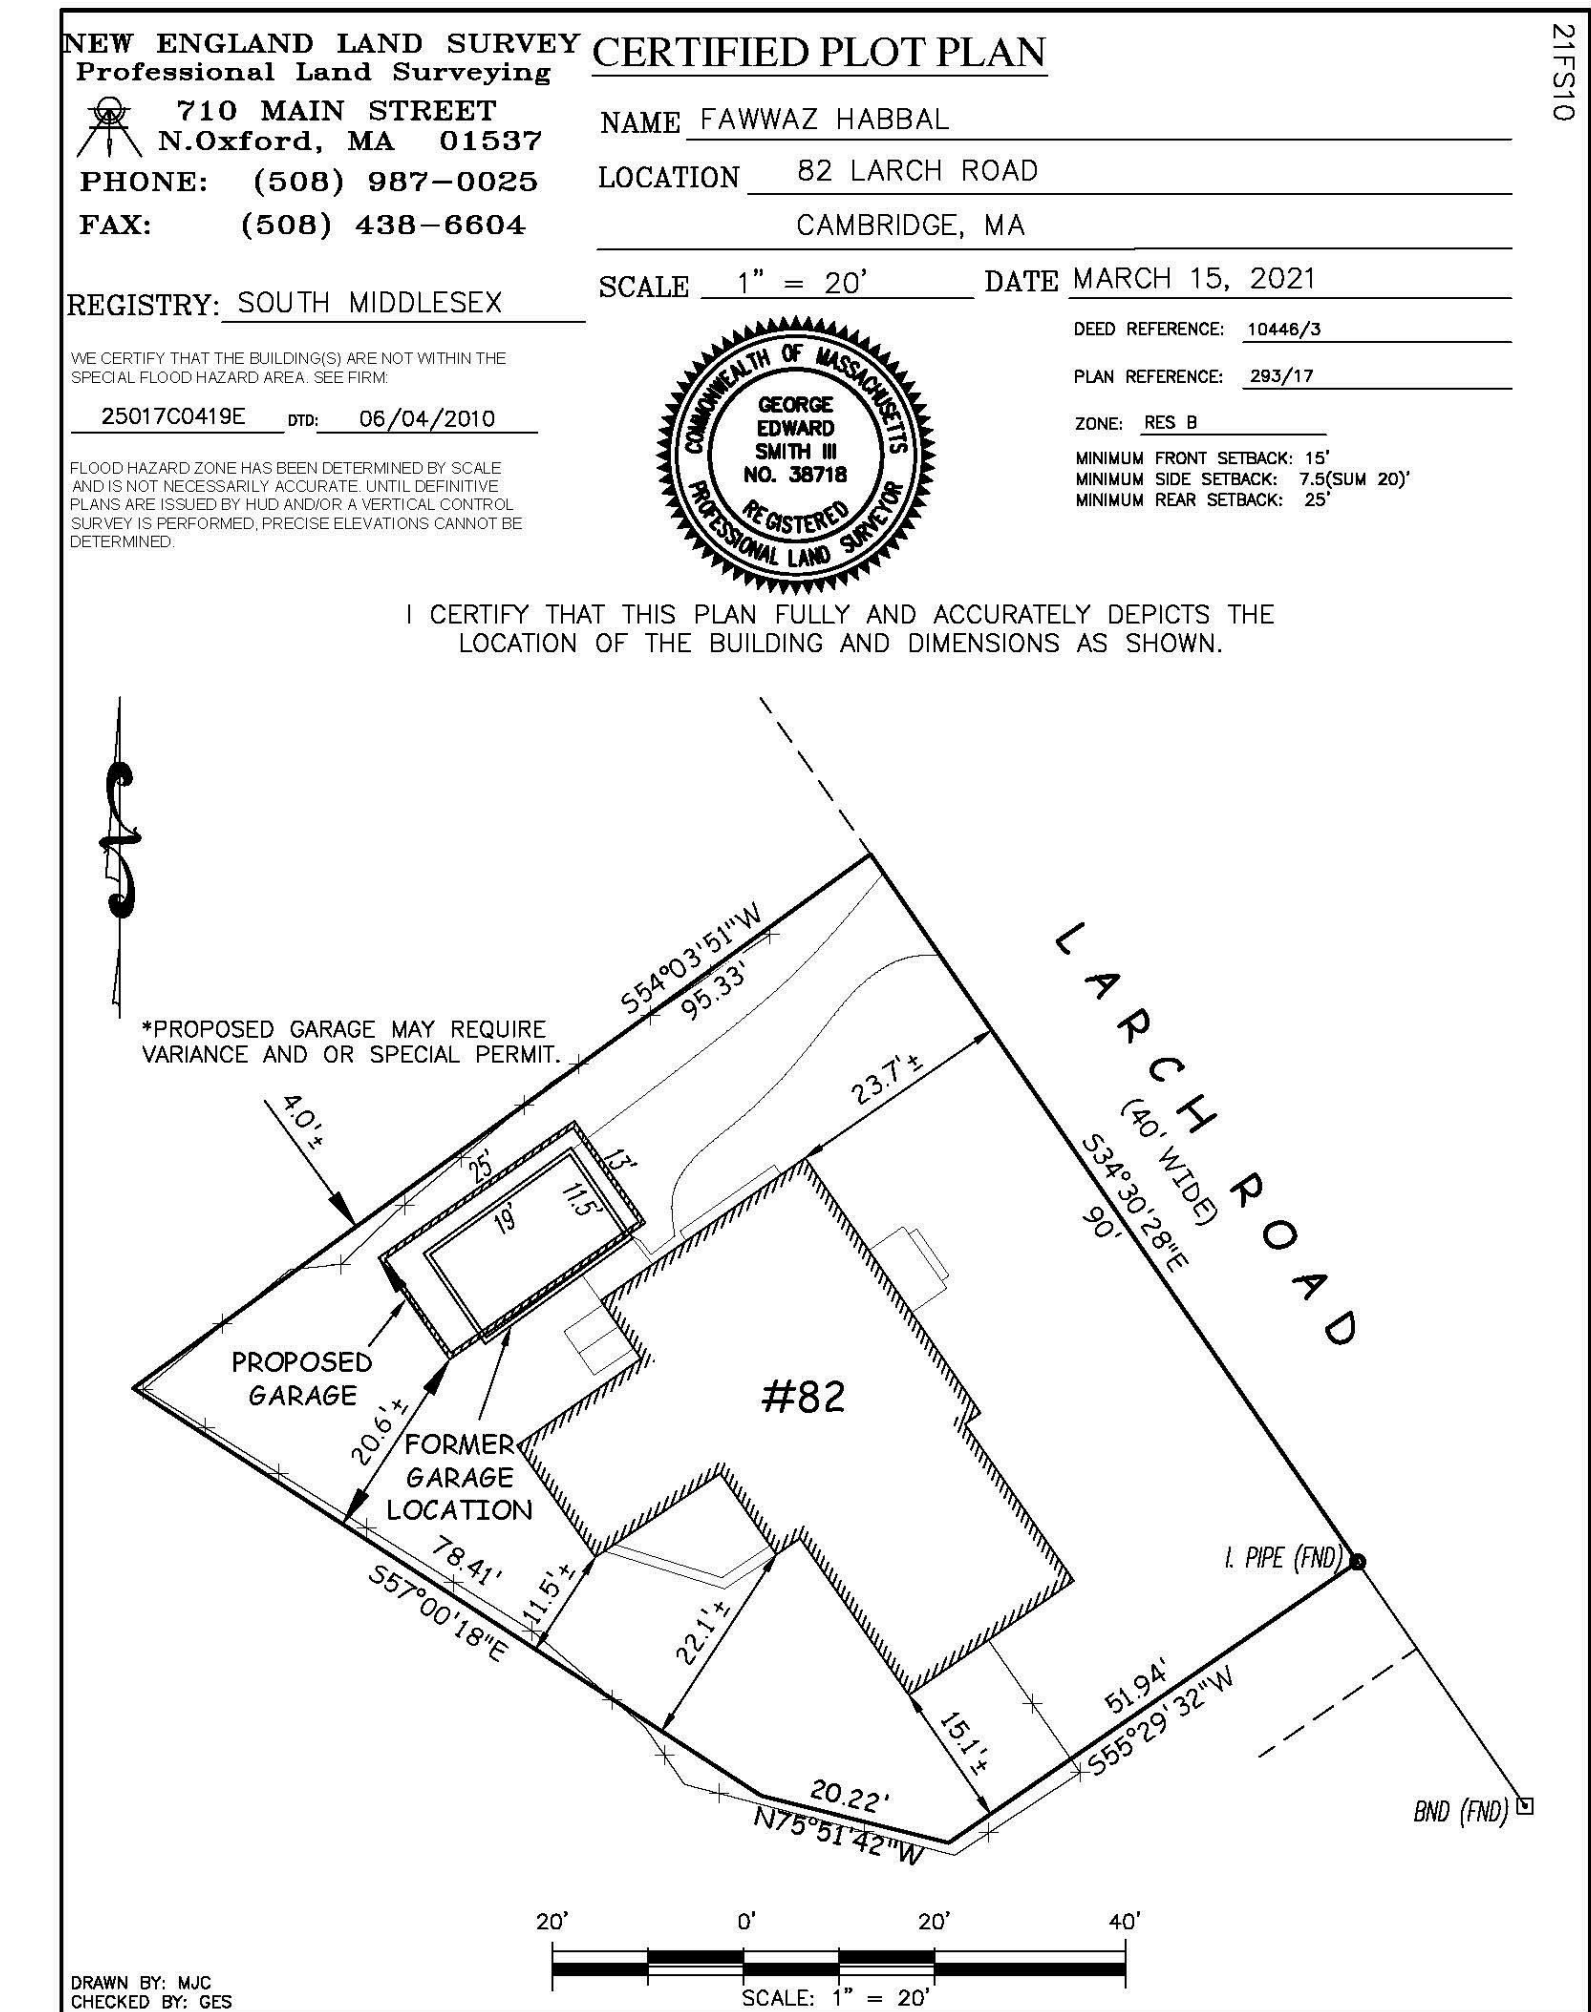 NEW ENGLAND LAND SURVEY
Professional Land Surveying
710 MAIN STREET
N.Oxford, MA 01537
PHONE: (508) 987-0025
FAX: (508) 438-6604
REGISTRY: SOUTH MIDDLESEX
WE CERTIFY THAT THE BUILDING(S) ARE NOT WITHIN THE
SPECIAL FLOOD HAZARD AREA. SEE FIRM:
25017C0419E DTD: 06/04/2010
FLOOD HAZARD ZONE HAS BEEN DETERMINED BY SCALE
AND IS NOT NECESSARILY ACCURATE. UNTIL DEFINITIVE
PLANS ARE ISSUED BY HUD AND/OR A VERTICAL CONTROL
SURVEY IS PERFORMED, PRECISE ELEVATIONS CANNOT BE
DETERMINED.
CERTIFIED PLOT PLAN
NAME FAWWAZ HABBAL
LOCATION 82 LARCH ROAD
CAMBRIDGE, MA
SCALE 1" = 20' DATE MARCH 15, 2021
DEED REFERENCE: 10446/3
PLAN REFERENCE: 293/17
ZONE: RES B
MINIMUM FRONT SETBACK: 15'
MINIMUM SIDE SETBACK: 7.5(SUM 20)'
MINIMUM REAR SETBACK: 25'
21FS10
COMMONWEALTH OF MASSACHUSETTS
GEORGE
EDWARD
SMITH III
NO. 38718
REGISTERED
PROFESSIONAL LAND SURVEYOR
I CERTIFY THAT THIS PLAN FULLY AND ACCURATELY DEPICTS THE
LOCATION OF THE BUILDING AND DIMENSIONS AS SHOWN.
S54°03'51"W
95.33'
*PROPOSED GARAGE MAY REQUIRE
VARIANCE AND OR SPECIAL PERMIT.
4.0'±
25'
13'
19'
11.5'
23.7'±
LARCH ROAD
(40' WIDE)
S34°30'28"E
90'
PROPOSED
GARAGE
20.6'±
FORMER
GARAGE
LOCATION
#82
78.41'
S57°00'18"E
11.5'±
22.1'±
15.1'±
I. PIPE (FND)
51.94'
S55°29'32"W
20.22'
N75°51'42"W
BND (FND)
20' 0' 20' 40'
SCALE: 1" = 20'
DRAWN BY: MJC
CHECKED BY: GES